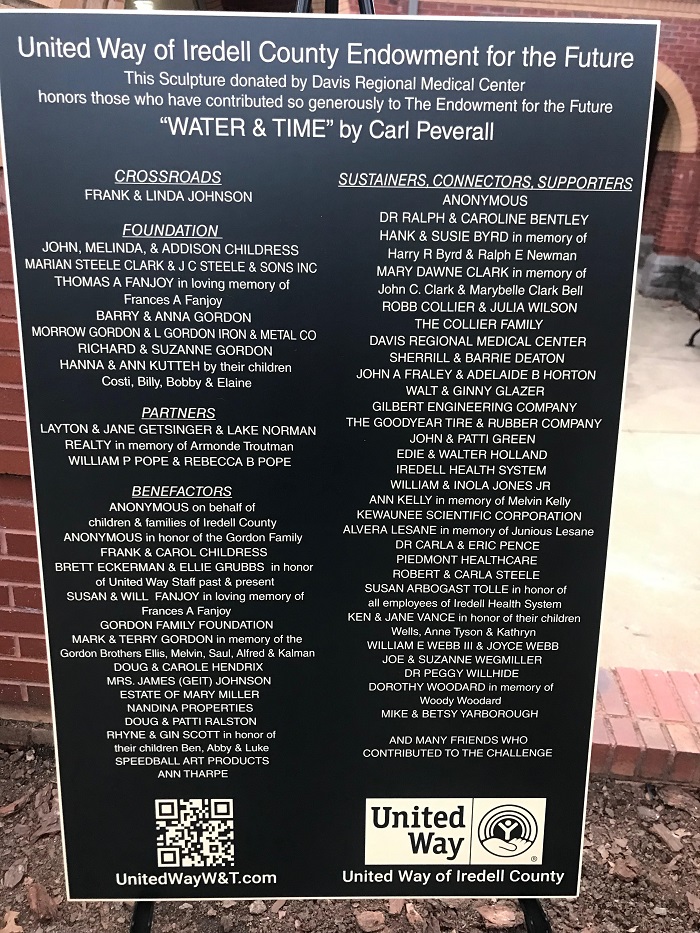 United Way of Iredell County Endowment for the Future
This Sculpture donated by Davis Regional Medical Center
honors those who have contributed so generously to The Endowment for the Future
“WATER & TIME” by Carl Peverall
CROSSROADS
FRANK & LINDA JOHNSON
FOUNDATION
JOHN, MELINDA, & ADDISON CHILDRESS
MARIAN STEELE CLARK & J C STEELE & SONS INC
THOMAS A FANJOY in loving memory of
Frances A Fanjoy
BARRY & ANNA GORDON
MORROW GORDON & L GORDON IRON & METAL CO
RICHARD & SUZANNE GORDON
HANNA & ANN KUTTEH by their children
Costi, Billy, Bobby & Elaine
PARTNERS
LAYTON & JANE GETSINGER & LAKE NORMAN
REALTY in memory of Armonde Troutman
WILLIAM P POPE & REBECCA B POPE
BENEFACTORS
ANONYMOUS on behalf of
children & families of Iredell County
ANONYMOUS in honor of the Gordon Family
FRANK & CAROL CHILDRESS
BRETT ECKERMAN & ELLIE GRUBBS in honor
of United Way Staff past & present
SUSAN & WILL FANJOY in loving memory of
Frances A Fanjoy
GORDON FAMILY FOUNDATION
MARK & TERRY GORDON in memory of the
Gordon Brothers Ellis, Melvin, Saul, Alfred & Kalman
DOUG & CAROLE HENDRIX
MRS. JAMES (GEIT) JOHNSON
ESTATE OF MARY MILLER
NANDINA PROPERTIES
DOUG & PATTI RALSTON
RHYNE & GIN SCOTT in honor of
their children Ben, Abby & Luke
SPEEDBALL ART PRODUCTS
ANN THARPE
UnitedWayW&T.com
SUSTAINERS, CONNECTORS, SUPPORTERS
ANONYMOUS
DR RALPH & CAROLINE BENTLEY
HANK & SUSIE BYRD in memory of
Harry R Byrd & Ralph E Newman
MARY DAWNE CLARK in memory of
John C. Clark & Marybelle Clark Bell
ROBB COLLIER & JULIA WILSON
THE COLLIER FAMILY
DAVIS REGIONAL MEDICAL CENTER
SHERRILL & BARRIE DEATON
JOHN A FRALEY & ADELAIDE B HORTON
WALT & GINNY GLAZER
GILBERT ENGINEERING COMPANY
THE GOODYEAR TIRE & RUBBER COMPANY
JOHN & PATTI GREEN
EDIE & WALTER HOLLAND
IREDELL HEALTH SYSTEM
WILLIAM & INOLA JONES JR
ANN KELLY in memory of Melvin Kelly
KEWAUNEE SCIENTIFIC CORPORATION
ALVERA LESANE in memory of Junious Lesane
DR CARLA & ERIC PENCE
PIEDMONT HEALTHCARE
ROBERT & CARLA STEELE
SUSAN ARBOGAST TOLLE in honor of
all employees of Iredell Health System
KEN & JANE VANCE in honor of their children
Wells, Anne Tyson & Kathryn
WILLIAM E WEBB III & JOYCE WEBB
JOE & SUZANNE WEGMILLER
DR PEGGY WILLHIDE
DOROTHY WOODARD in memory of
Woody Woodard
MIKE & BETSY YARBOROUGH
AND MANY FRIENDS WHO
CONTRIBUTED TO THE CHALLENGE
United
Way
®
United Way of Iredell County